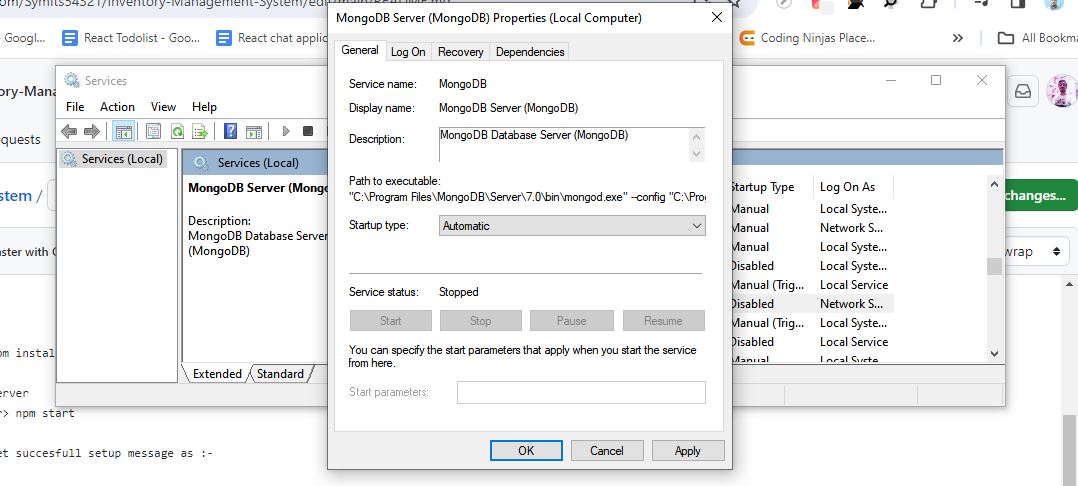 om/Symits54321/Inventory-Management-System/edit/main/README.md
MongoDB Server (MongoDB) Properties (Local Computer)
Googl...
React Todolist - Goo...
React chat applic
Coding Ninjas Place...
»
All Bookma
General
Log On
Recovery
Dependencies
Services
File
Action
View
Help
Services (Local)
Services (Local)
MongoDB Server (Mong
Description:
MongoDB Database Server
(MongoDB)
Extended
Standard
Service name:
MongoDB
Display name:
MongoDB Server (MongoDB)
Description:
MongoDB Database Server (MongoDB)
Path to executable:
"C:\Program Files\MongoDB\Server\7.0\bin\mongod.exe" --config "C:\Prog
Startup type:
Automatic
Service status:
Stopped
Start
Stop
Pause
Resume
You can specify the start parameters that apply when you start the service
from here.
Start parameters:
OK
Cancel
Apply
Startup Type
Log On As
Manual
Local Syste...
Manual
Network S...
Manual
Local Syste...
Disabled
Local Syste...
Manual (Trig...
Local Service
Disabled
Network S...
Manual (Trig...
Local Syste...
Disabled
Local Service
Manual
Local Syste...
ory-Mana
quests
stem /
changes...
aster with C
wrap
om instal
erver
r> npm start
et succesfull setup message as :-